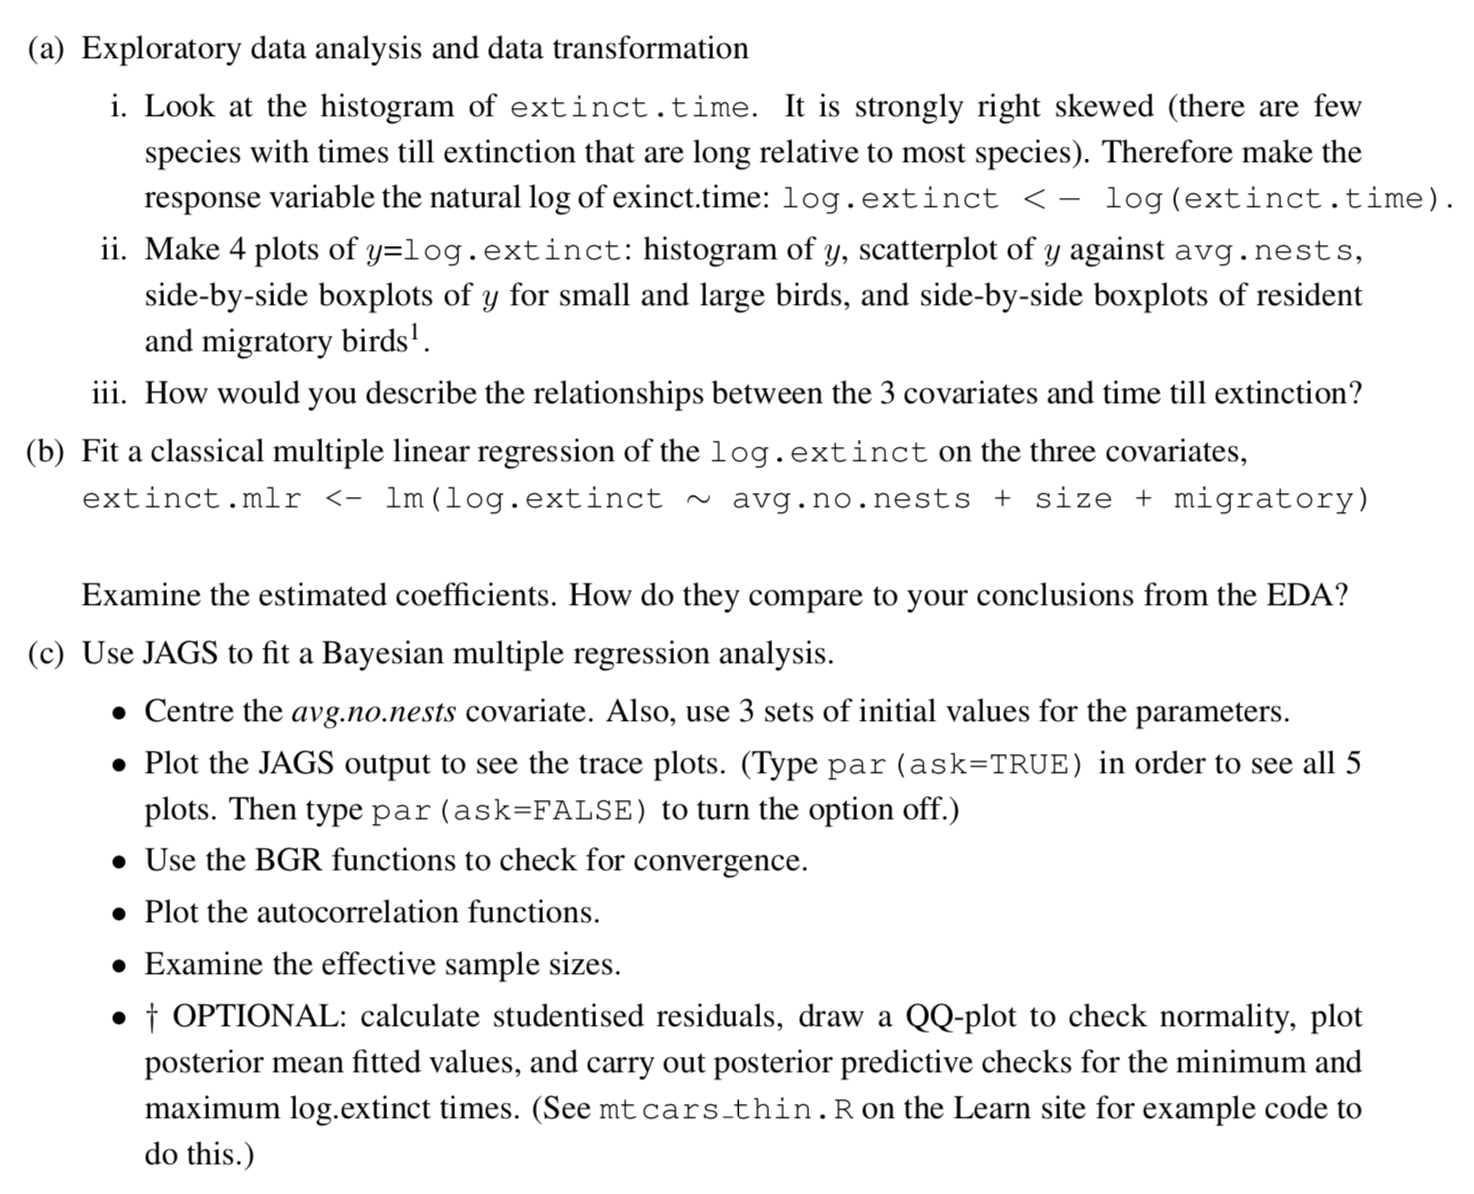 (a) Exploratory data analysis and data transformation
i. Look at the histogram of extinct.time. It is strongly right skewed (there are few
species with times till extinction that are long relative to most species). Therefore make the
response variable the natural log of exinct.time: log.extinct < − log(extinct.time).
ii. Make 4 plots of y=log.extinct: histogram of y, scatterplot of y against avg.nests,
side-by-side boxplots of y for small and large birds, and side-by-side boxplots of resident
and migratory birds¹.
iii. How would you describe the relationships between the 3 covariates and time till extinction?
(b) Fit a classical multiple linear regression of the log.extinct on the three covariates,
extinct.mlr <- lm(log.extinct ~ avg.no.nests + size + migratory)
Examine the estimated coefficients. How do they compare to your conclusions from the EDA?
(c) Use JAGS to fit a Bayesian multiple regression analysis.
• Centre the avg.no.nests covariate. Also, use 3 sets of initial values for the parameters.
• Plot the JAGS output to see the trace plots. (Type par(ask=TRUE) in order to see all 5
plots. Then type par(ask=FALSE) to turn the option off.)
• Use the BGR functions to check for convergence.
• Plot the autocorrelation functions.
• Examine the effective sample sizes.
• † OPTIONAL: calculate studentised residuals, draw a QQ-plot to check normality, plot
posterior mean fitted values, and carry out posterior predictive checks for the minimum and
maximum log.extinct times. (See mtcars_thin.R on the Learn site for example code to
do this.)